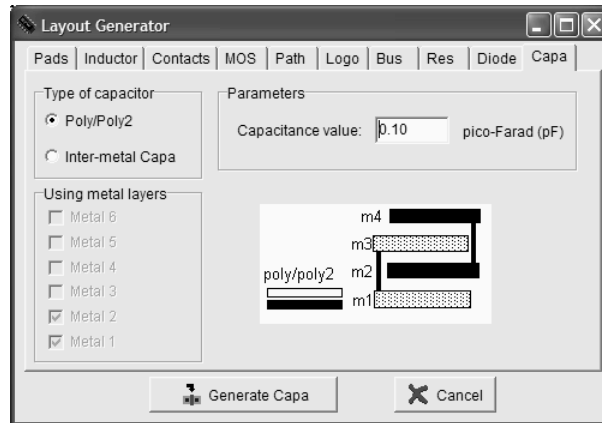 Layout Generator
Pads Inductor Contacts MOS Path Logo Bus Res Diode Capa
Type of capacitor
Poly/Poly2
Inter-metal Capa
Parameters
Capacitance value: 0.10 pico-Farad (pF)
Using metal layers
Metal 6
Metal 5
Metal 4
Metal 3
Metal 2
Metal 1
m4
m3
poly/poly2 m2
m1
Generate Capa Cancel